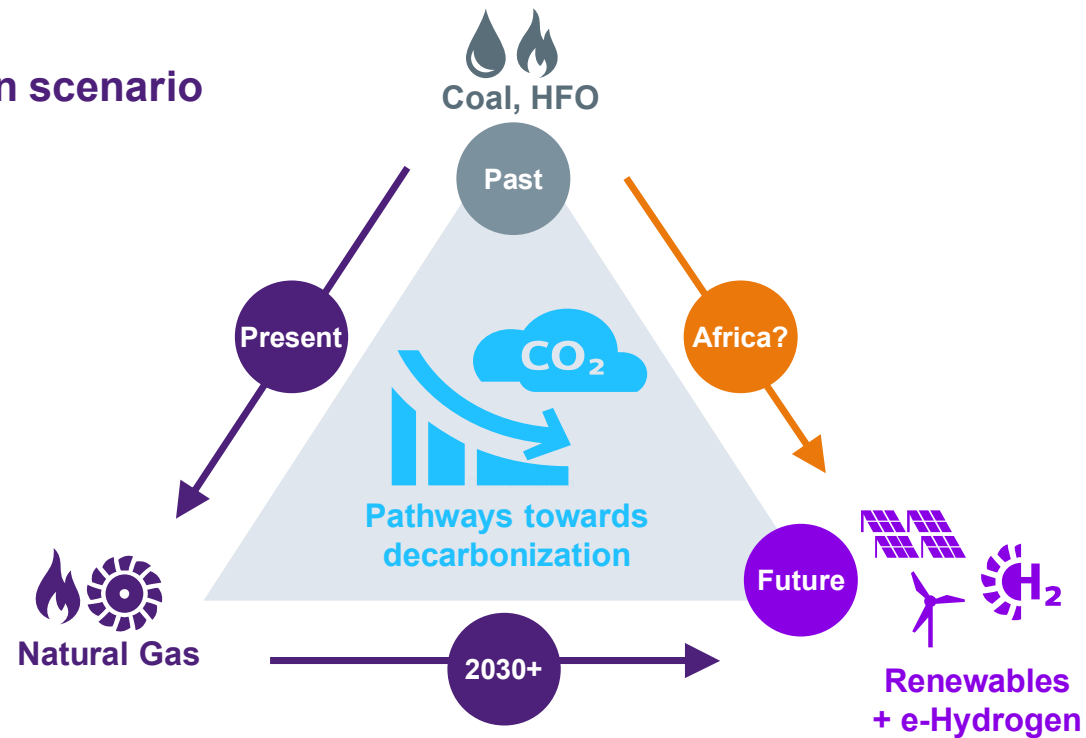 n scenario
Coal, HFO
Past
Present
Africa?
CO₂
Pathways towards
decarbonization
Future
H₂
Natural Gas
2030+
Renewables
+ e-Hydrogen